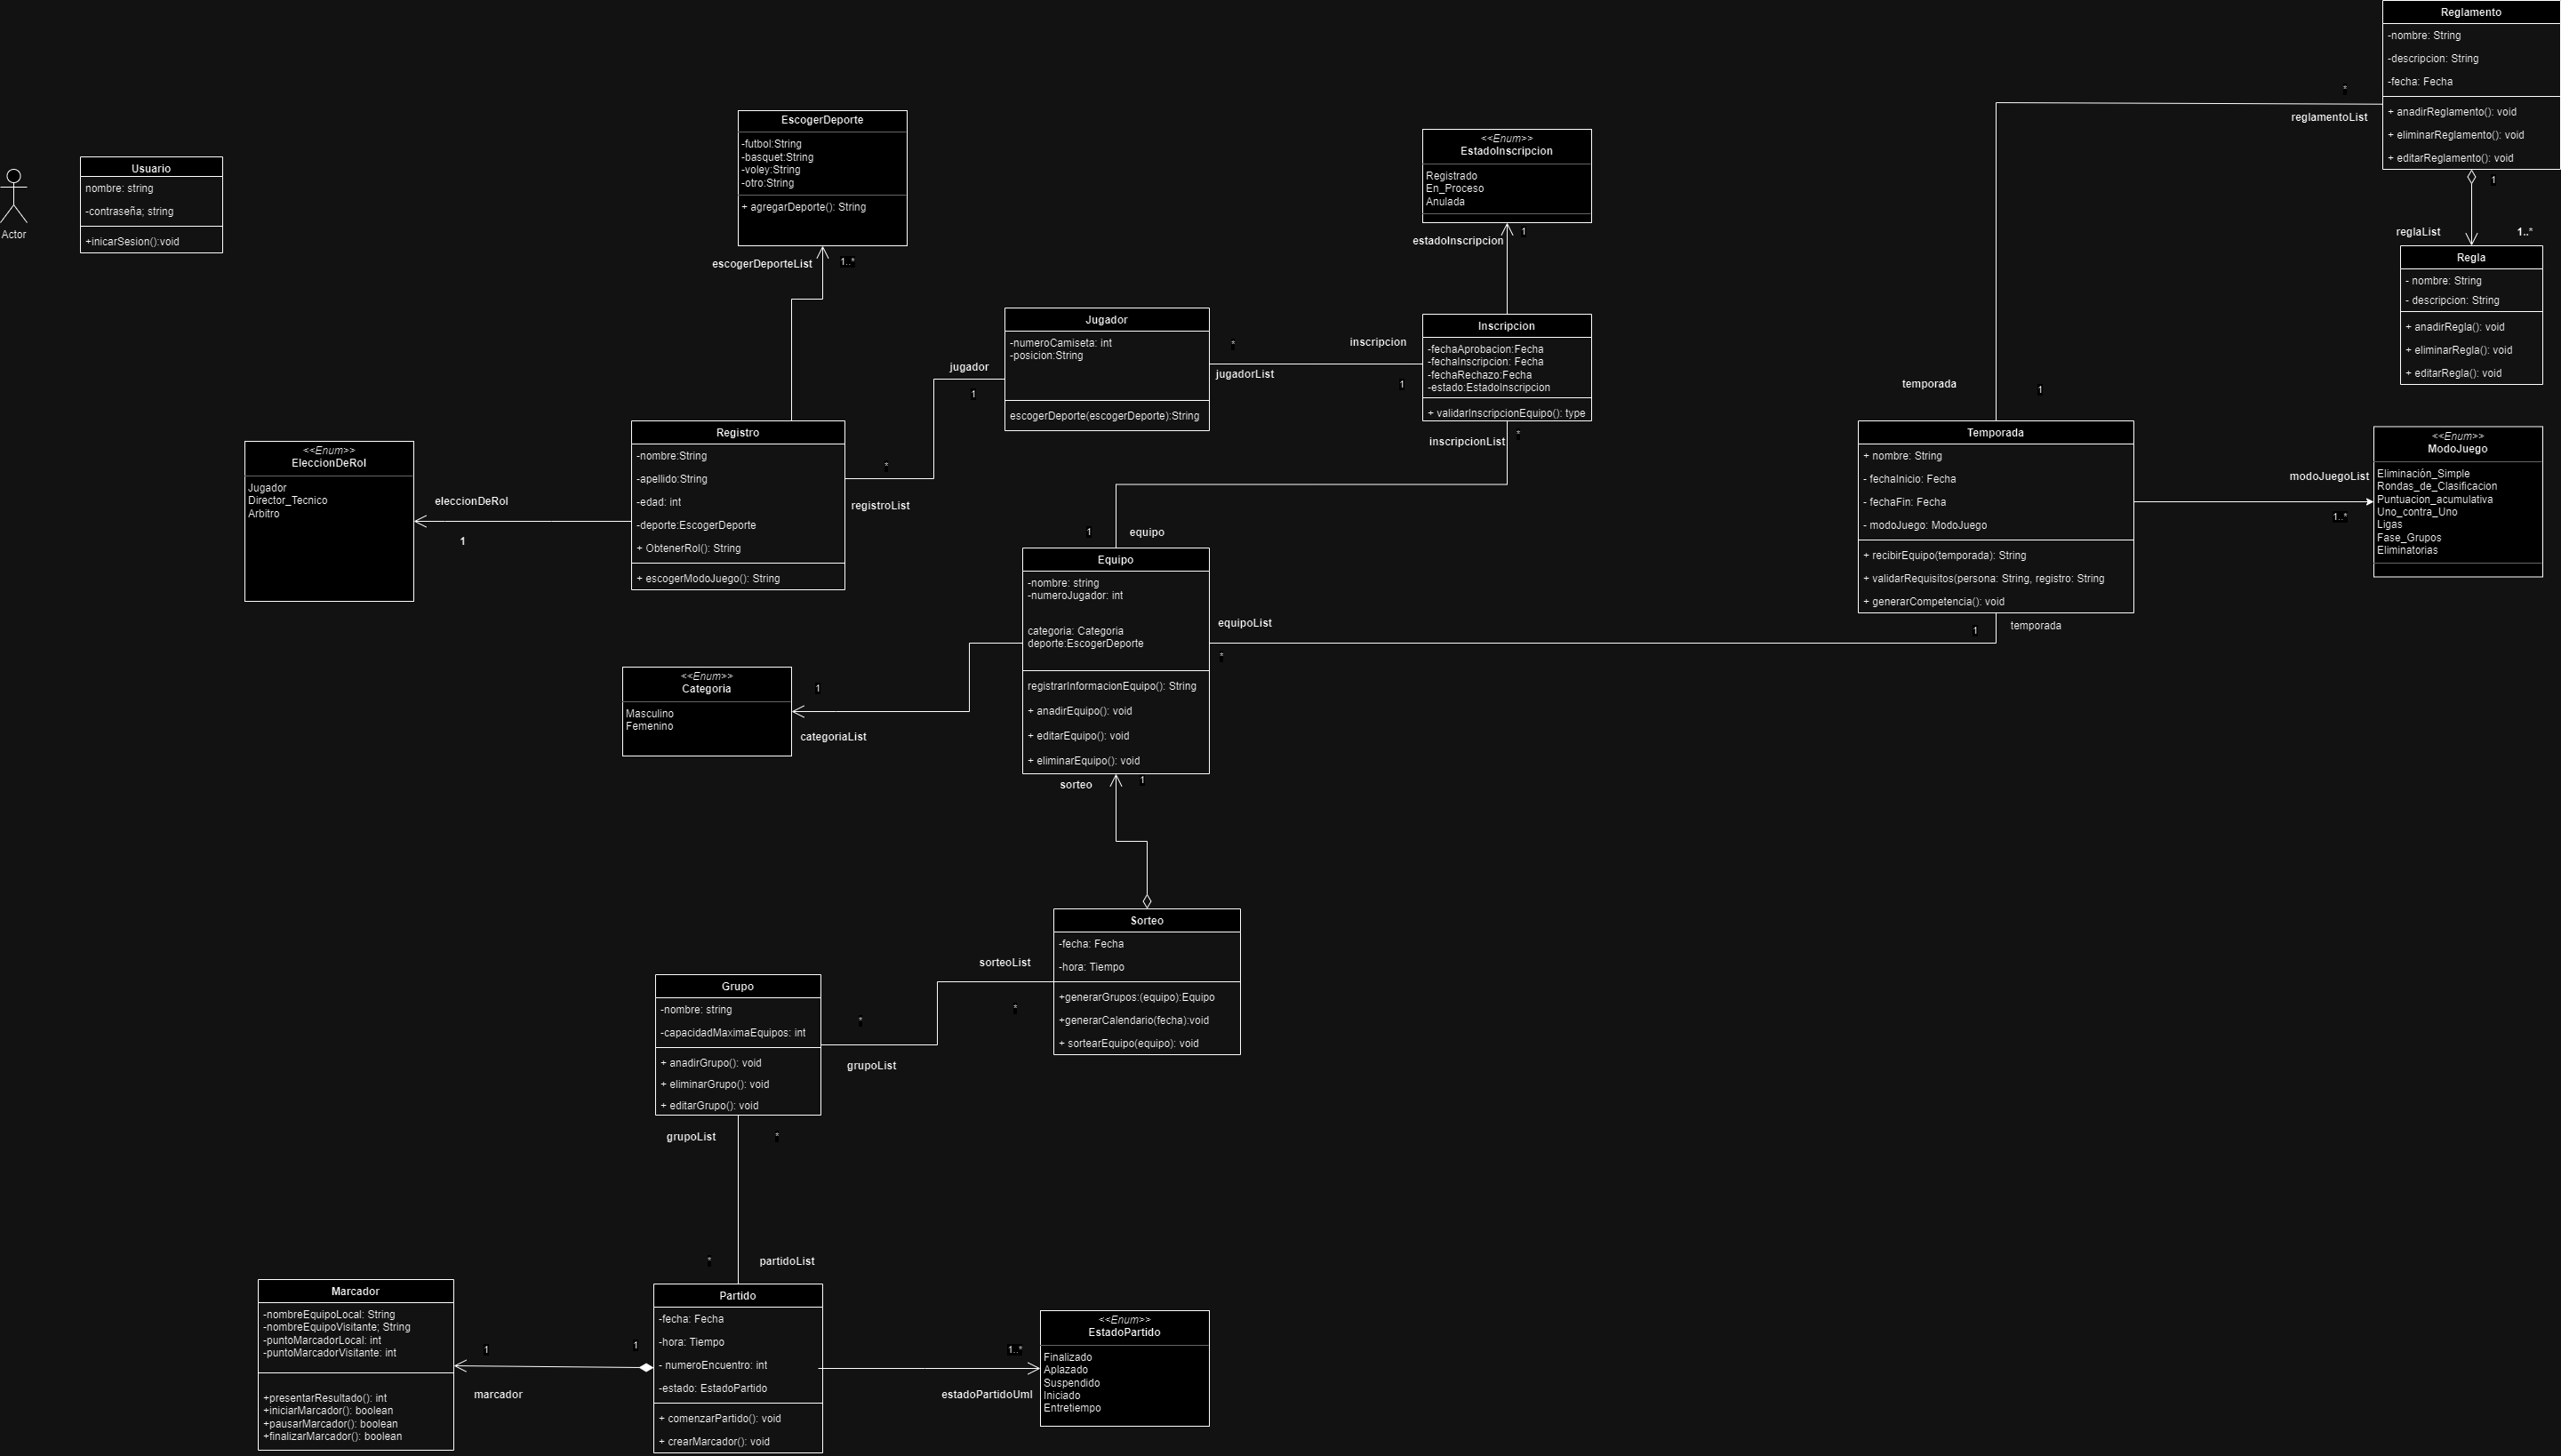 Actor
Usuario
nombre: string
-contraseña; string
+inicarSesion():void
EscogerDeporte
-futbol:String
-basquet:String
-voley:String
-otro:String
+ agregarDeporte(): String
escogerDeporteList
1..*
<<Enum>>
EstadoInscripcion
Registrado
En_Proceso
Anulada
estadoInscripcion
1
Reglamento
-nombre: String
-descripcion: String
-fecha: Fecha
+ anadirReglamento(): void
+ eliminarReglamento(): void
+ editarReglamento(): void
*
reglamentoList
1
reglaList
1..*
Regla
- nombre: String
- descripcion: String
+ anadirRegla(): void
+ eliminarRegla(): void
+ editarRegla(): void
Jugador
-numeroCamiseta: int
-posicion:String
escogerDeporte(escogerDeporte):String
jugador
1
*
jugadorList
inscripcion
1
Inscripcion
-fechaAprobacion:Fecha
-fechaInscripcion: Fecha
-fechaRechazo:Fecha
-estado:EstadoInscripcion
+ validarInscripcionEquipo(): type
inscripcionList
*
temporada
1
<<Enum>>
EleccionDeRol
Jugador
Director_Tecnico
Arbitro
eleccionDeRol
1
Registro
-nombre:String
-apellido:String
-edad: int
-deporte:EscogerDeporte
+ ObtenerRol(): String
+ escogerModoJuego(): String
*
registroList
Temporada
+ nombre: String
- fechaInicio: Fecha
- fechaFin: Fecha
- modoJuego: ModoJuego
+ recibirEquipo(temporada): String
+ validarRequisitos(persona: String, registro: String
+ generarCompetencia(): void
modoJuegoList
1..*
<<Enum>>
ModoJuego
Eliminación_Simple
Rondas_de_Clasificacion
Puntuacion_acumulativa
Uno_contra_Uno
Ligas
Fase_Grupos
Eliminatorias
1
temporada
1
equipo
Equipo
-nombre: string
-numeroJugador: int
categoria: Categoria
deporte:EscogerDeporte
registrarInformacionEquipo(): String
+ anadirEquipo(): void
+ editarEquipo(): void
+ eliminarEquipo(): void
equipoList
*
<<Enum>>
Categoria
Masculino
Femenino
1
categoriaList
sorteo
1
Sorteo
-fecha: Fecha
-hora: Tiempo
+generarGrupos:(equipo):Equipo
+generarCalendario(fecha):void
+ sortearEquipo(equipo): void
sorteoList
*
Grupo
-nombre: string
-capacidadMaximaEquipos: int
+ anadirGrupo(): void
+ eliminarGrupo(): void
+ editarGrupo(): void
*
grupoList
grupoList
*
*
partidoList
Marcador
-nombreEquipoLocal: String
-nombreEquipoVisitante; String
-puntoMarcadorLocal: int
-puntoMarcadorVisitante: int
+presentarResultado(): int
+iniciarMarcador(): boolean
+pausarMarcador(): boolean
+finalizarMarcador(): boolean
1
marcador
1
Partido
-fecha: Fecha
-hora: Tiempo
- numeroEncuentro: int
-estado: EstadoPartido
+ comenzarPartido(): void
+ crearMarcador(): void
1..*
estadoPartidoUml
<<Enum>>
EstadoPartido
Finalizado
Aplazado
Suspendido
Iniciado
Entretiempo